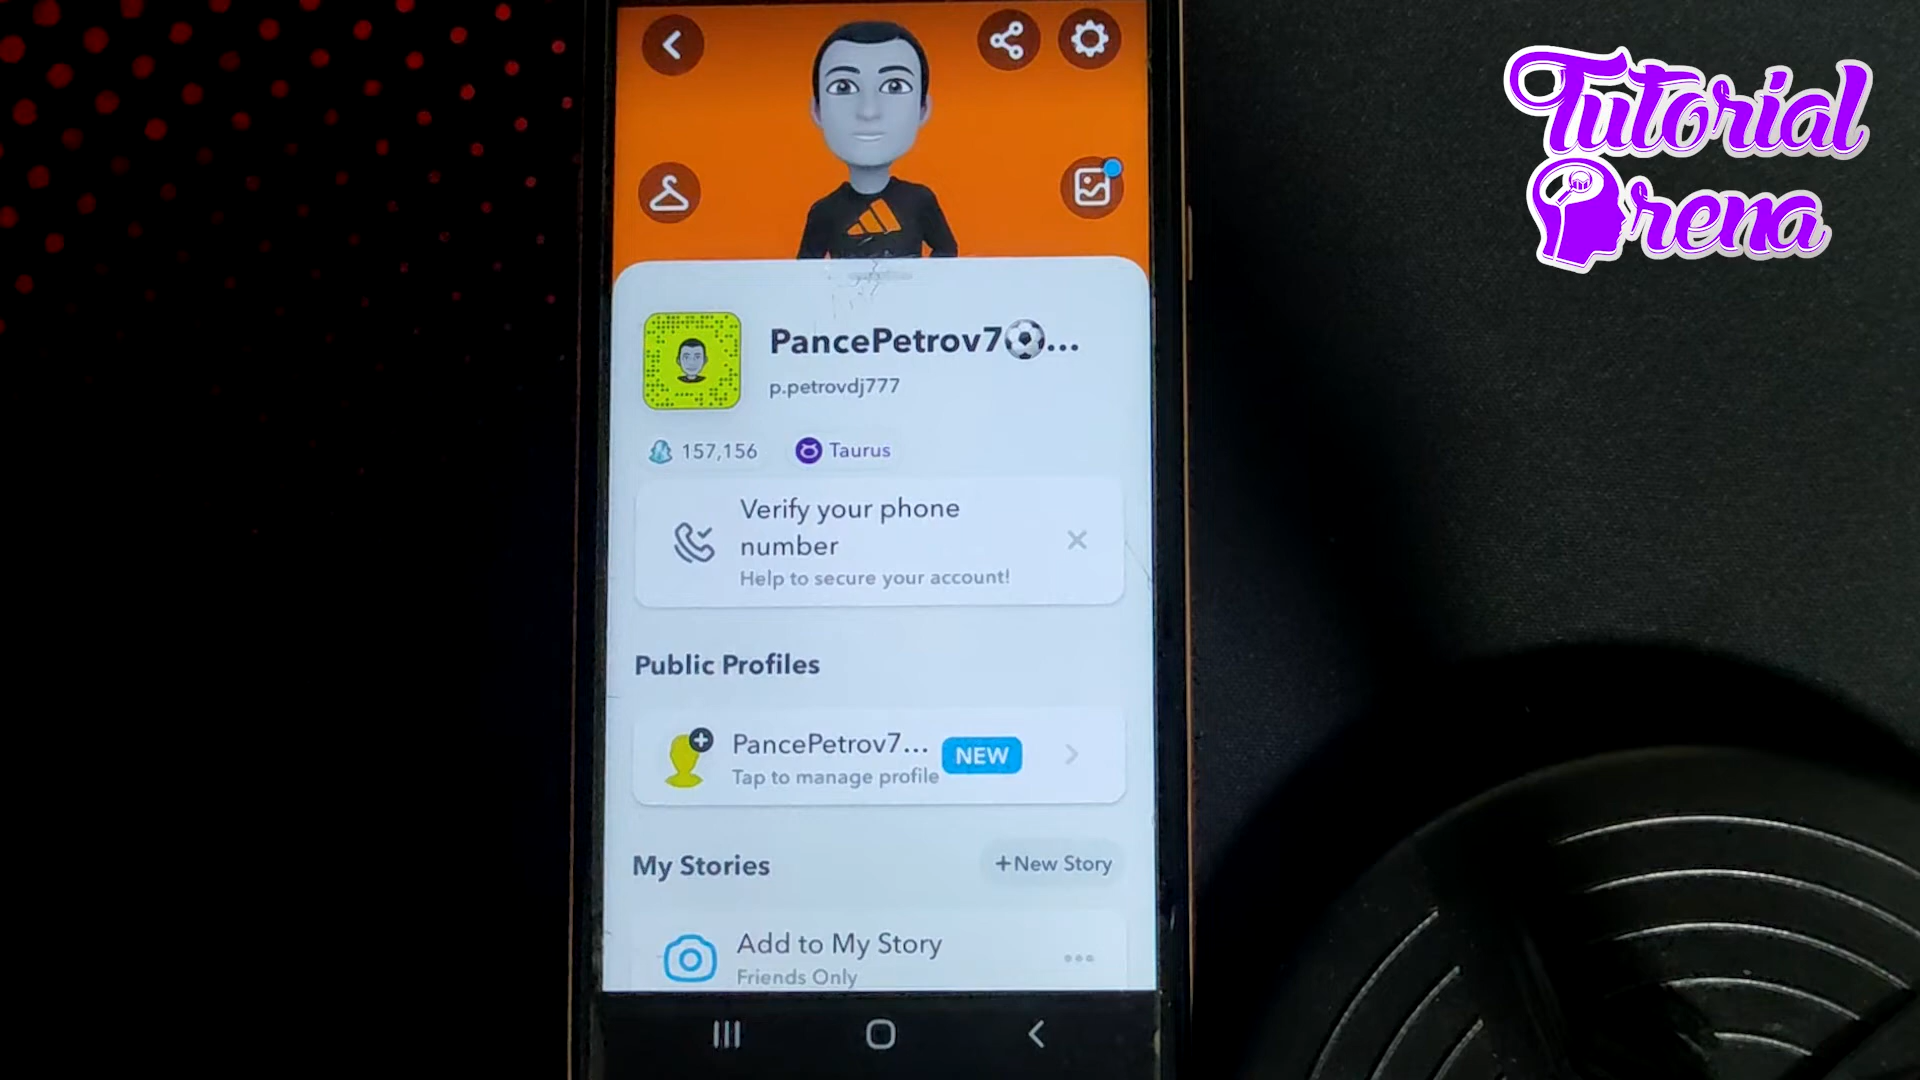 Tutorial
Arena
PancePetrov7⚽...
p.petrovdj777
157,156
Taurus
Verify your phone
number
Help to secure your account!
Public Profiles
PancePetrov7... NEW
Tap to manage profile
My Stories
+New Story
Add to My Story
Friends Only